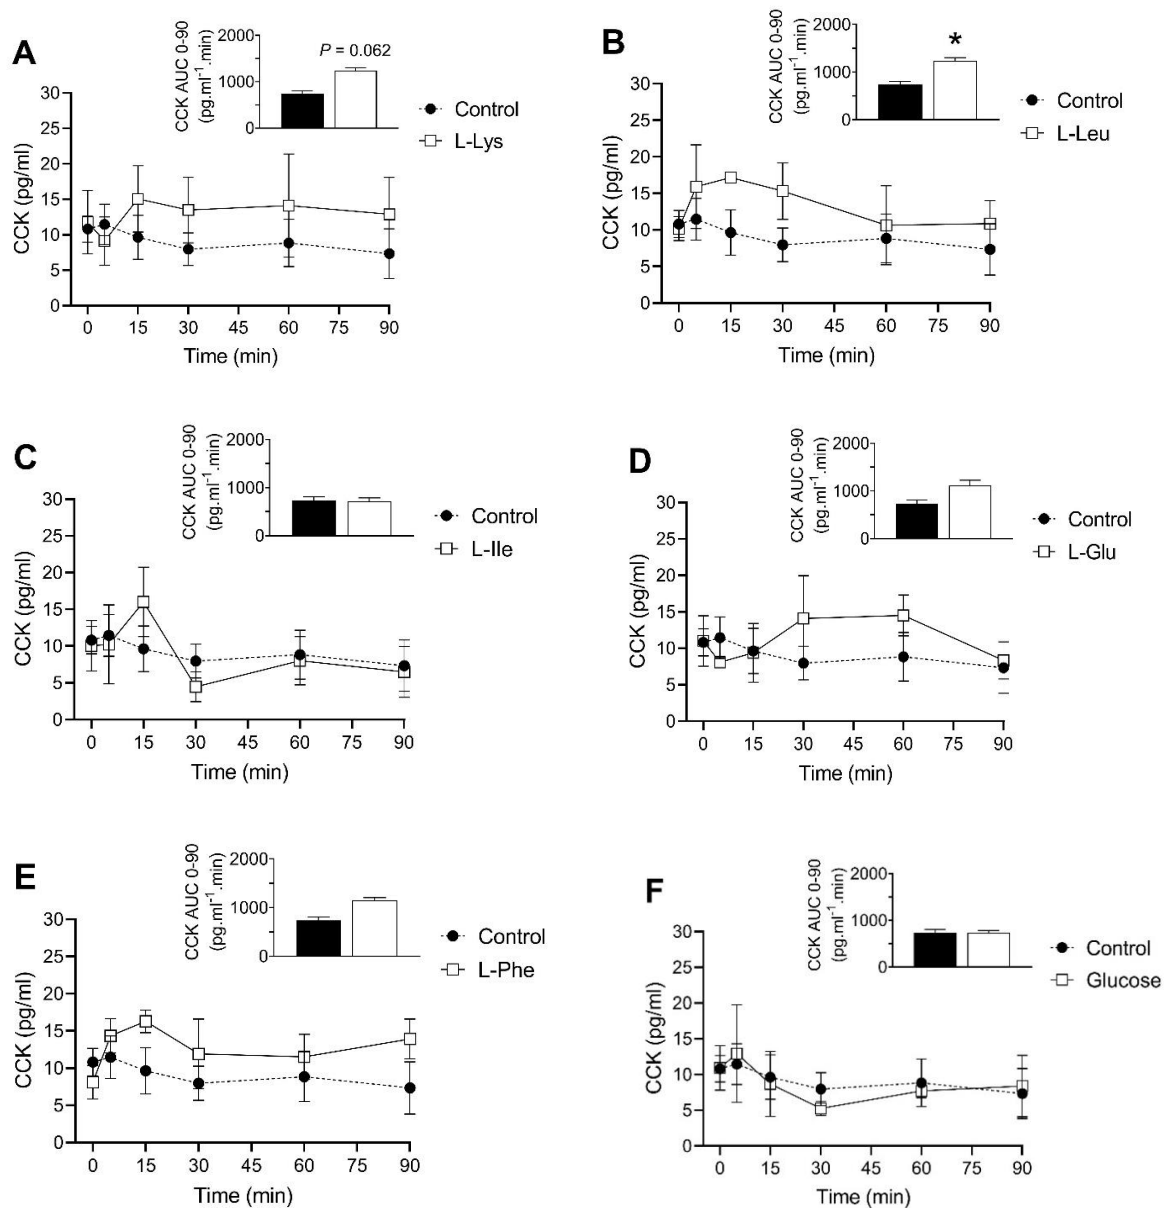 A
CCK AUC 0-90
(pg.ml⁻¹.min)
2000
1000
0
P = 0.062
Control
L-Lys
CCK (pg/ml)
30
25
20
15
10
5
0
0 15 30 45 60 75 90
Time (min)
B
CCK AUC 0-90
(pg.ml⁻¹.min)
2000
1000
0
*
Control
L-Leu
CCK (pg/ml)
30
25
20
15
10
5
0
0 15 30 45 60 75 90
Time (min)
C
CCK AUC 0-90
(pg.ml⁻¹.min)
2000
1000
0
Control
L-Ile
CCK (pg/ml)
30
25
20
15
10
5
0
0 15 30 45 60 75 90
Time (min)
D
CCK AUC 0-90
(pg.ml⁻¹.min)
2000
1000
0
Control
L-Glu
CCK (pg/ml)
30
25
20
15
10
5
0
0 15 30 45 60 75 90
Time (min)
E
CCK AUC 0-90
(pg.ml⁻¹.min)
2000
1000
0
Control
L-Phe
CCK (pg/ml)
30
25
20
15
10
5
0
0 15 30 45 60 75 90
Time (min)
F
CCK AUC 0-90
(pg.ml⁻¹.min)
2000
1000
0
Control
Glucose
CCK (pg/ml)
30
25
20
15
10
5
0
0 15 30 45 60 75 90
Time (min)